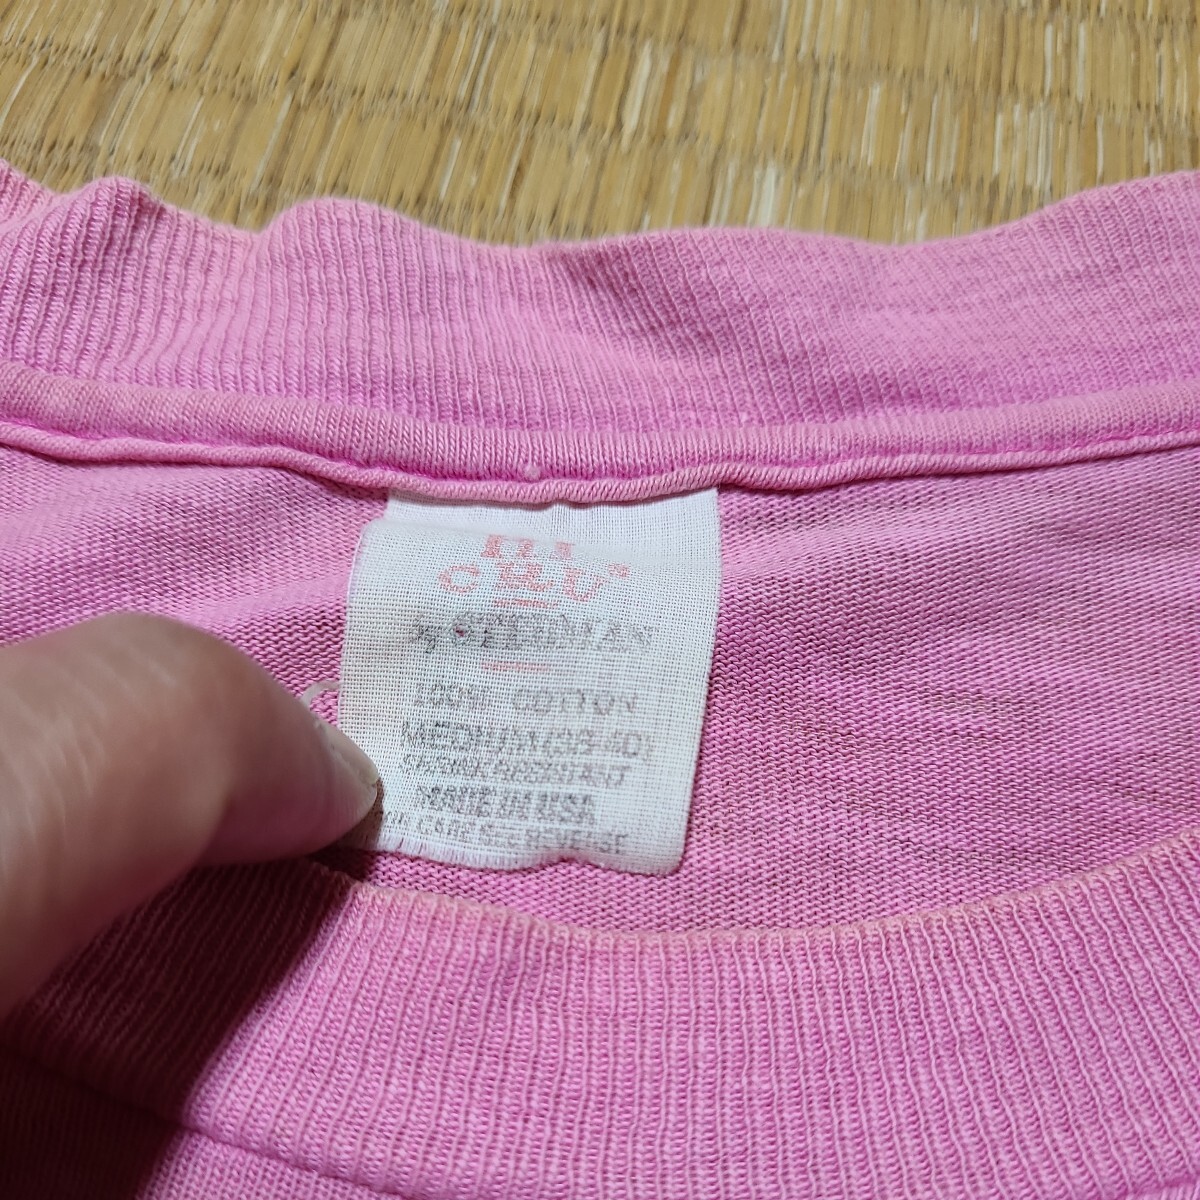 HI
CRU®
by STEDMAN
100% COTTON
MEDIUM (38-40)
SHRINK RESISTANT
MADE IN USA
CARE SEE REVERSE